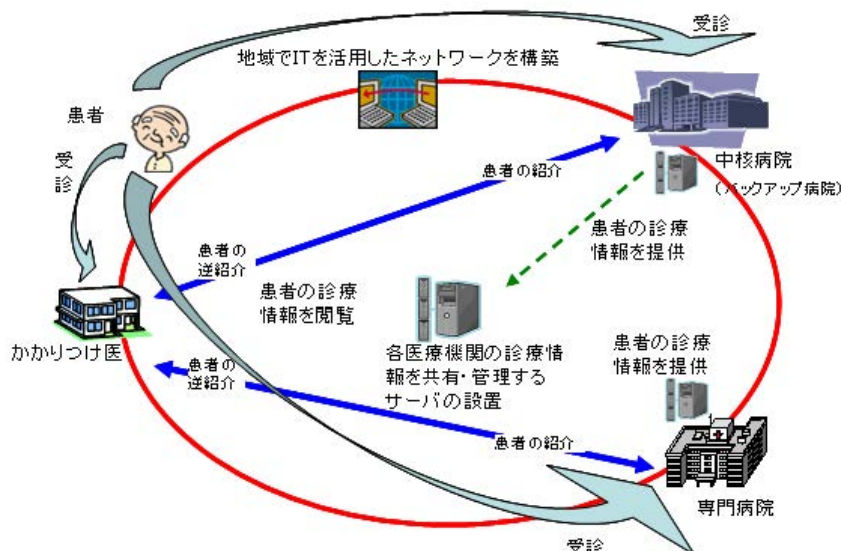 受診
地域でITを活用したネットワークを構築
患者
受
診
中核病院
(バックアップ病院)
患者の紹介
患者の診療
情報を提供
患者の
逆紹介
患者の診療
情報を閲覧
かかりつけ医
各医療機関の診療情
報を共有・管理する
サーバの設置
患者の診療
情報を提供
患者の
逆紹介
患者の紹介
専門病院
受診